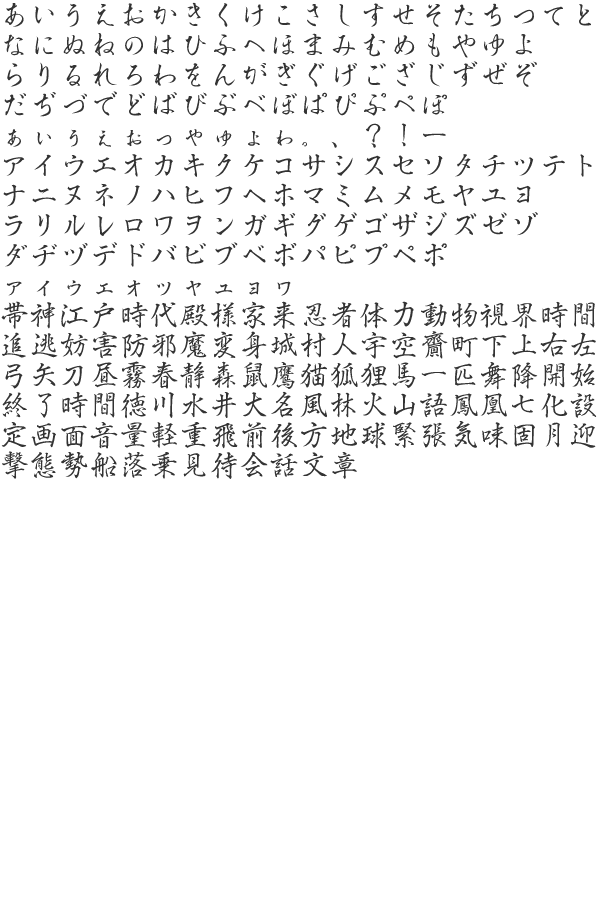 あいうえおかきくけこさしすせそたちつてと
なにぬねのはひふへほまみむめもやゆよ
らりるれろわをんがぎぐげござじずぜぞ
だぢづでどばびぶべぼぱぴぷぺぽ
ぁぃぅぇぉっゃゅょゎ。、？！ー
アイウエオカキクケコサシスセソタチツテト
ナニヌネノハヒフヘホマミムメモヤユヨ
ラリルレロワヲンガギグゲゴザジズゼゾ
ダヂヅデドバビブベボパピプペポ
ァィゥェォッャュョヮ
帯神江戸時代殿様家来忍者体力動物視界時間
追逃妨害防邪魔変身城村人宇空齎町下上右左
弓矢刀昼霧春静森鼠鷹猫狐狸馬一匹舞降開始
終了時間徳川水井大名風林火山語鳳凰七化設
定画面音量軽重飛前後方地球緊張気味固月迎
撃態勢船落乗見待会話文章